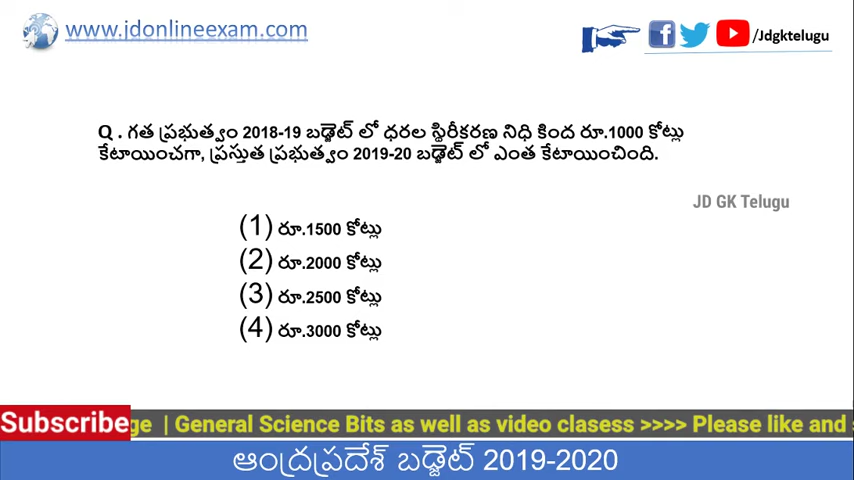 www.jdonlineexam.com
/Jdgktelugu
Q . గత ప్రభుత్వం 2018-19 బడ్జెట్ లో ధరల స్థిరీకరణ నిధి కింద రూ.1000 కోట్లు
కేటాయించగా, ప్రస్తుత ప్రభుత్వం 2019-20 బడ్జెట్ లో ఎంత కేటాయించింది.
JD GK Telugu
(1) రూ.1500 కోట్లు
(2) రూ.2000 కోట్లు
(3) రూ.2500 కోట్లు
(4) రూ.3000 కోట్లు
Subscribe ge | General Science Bits as well as video clasess >>>> Please like and s
ఆంధ్రప్రదేశ్ బడ్జెట్ 2019-2020